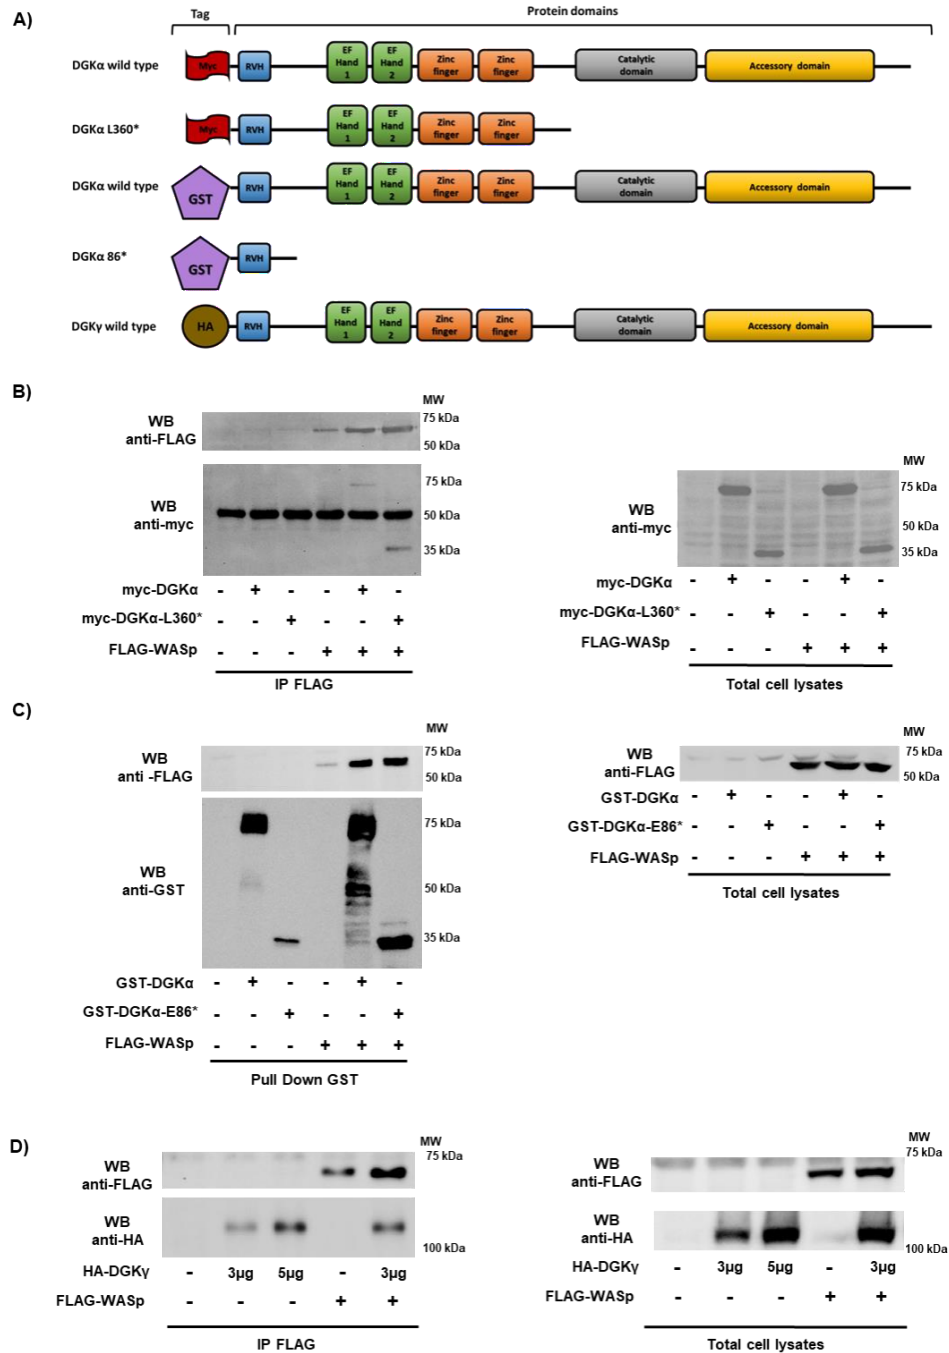 A)
Tag
Protein domains
DGKα wild type
Myc
RVH
EF Hand 1
EF Hand 2
Zinc finger
Zinc finger
Catalytic domain
Accessory domain
DGKα L360*
Myc
RVH
EF Hand 1
EF Hand 2
Zinc finger
Zinc finger
DGKα wild type
GST
RVH
EF Hand 1
EF Hand 2
Zinc finger
Zinc finger
Catalytic domain
Accessory domain
DGKα 86*
GST
RVH
DGKγ wild type
HA
RVH
EF Hand 1
EF Hand 2
Zinc finger
Zinc finger
Catalytic domain
Accessory domain
B)
MW
WB anti-FLAG
75 kDa
50 kDa
WB anti-myc
75 kDa
50 kDa
35 kDa
myc-DGKα - + - - + -
myc-DGKα-L360* - - + - - +
FLAG-WASp - - - + + +
IP FLAG
MW
WB anti-myc
75 kDa
50 kDa
35 kDa
myc-DGKα - + - - + -
myc-DGKα-L360* - - + - - +
FLAG-WASp - - - + + +
Total cell lysates
C)
MW
WB anti -FLAG
75 kDa
50 kDa
WB anti-GST
75 kDa
50 kDa
35 kDa
GST-DGKα - + - - + -
GST-DGKα-E86* - - + - - +
FLAG-WASp - - - + + +
Pull Down GST
MW
WB anti-FLAG
75 kDa
50 kDa
GST-DGKα - + - - + -
GST-DGKα-E86* - - + - - +
FLAG-WASp - - - + + +
Total cell lysates
D)
MW
WB anti-FLAG
75 kDa
WB anti-HA
100 kDa
HA-DGKγ - 3µg 5µg - 3µg
FLAG-WASp - - - + +
IP FLAG
MW
WB anti-FLAG
75 kDa
WB anti-HA
100 kDa
HA-DGKγ - 3µg 5µg - 3µg
FLAG-WASp - - - + +
Total cell lysates